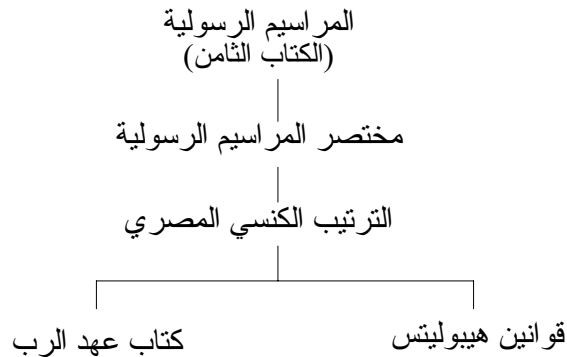 المراسيم الرسولية
(الكتاب الثامن)
مختصر المراسيم الرسولية
الترتيب الكنسي المصري
قوانين هيبوليتس
كتاب عهد الرب